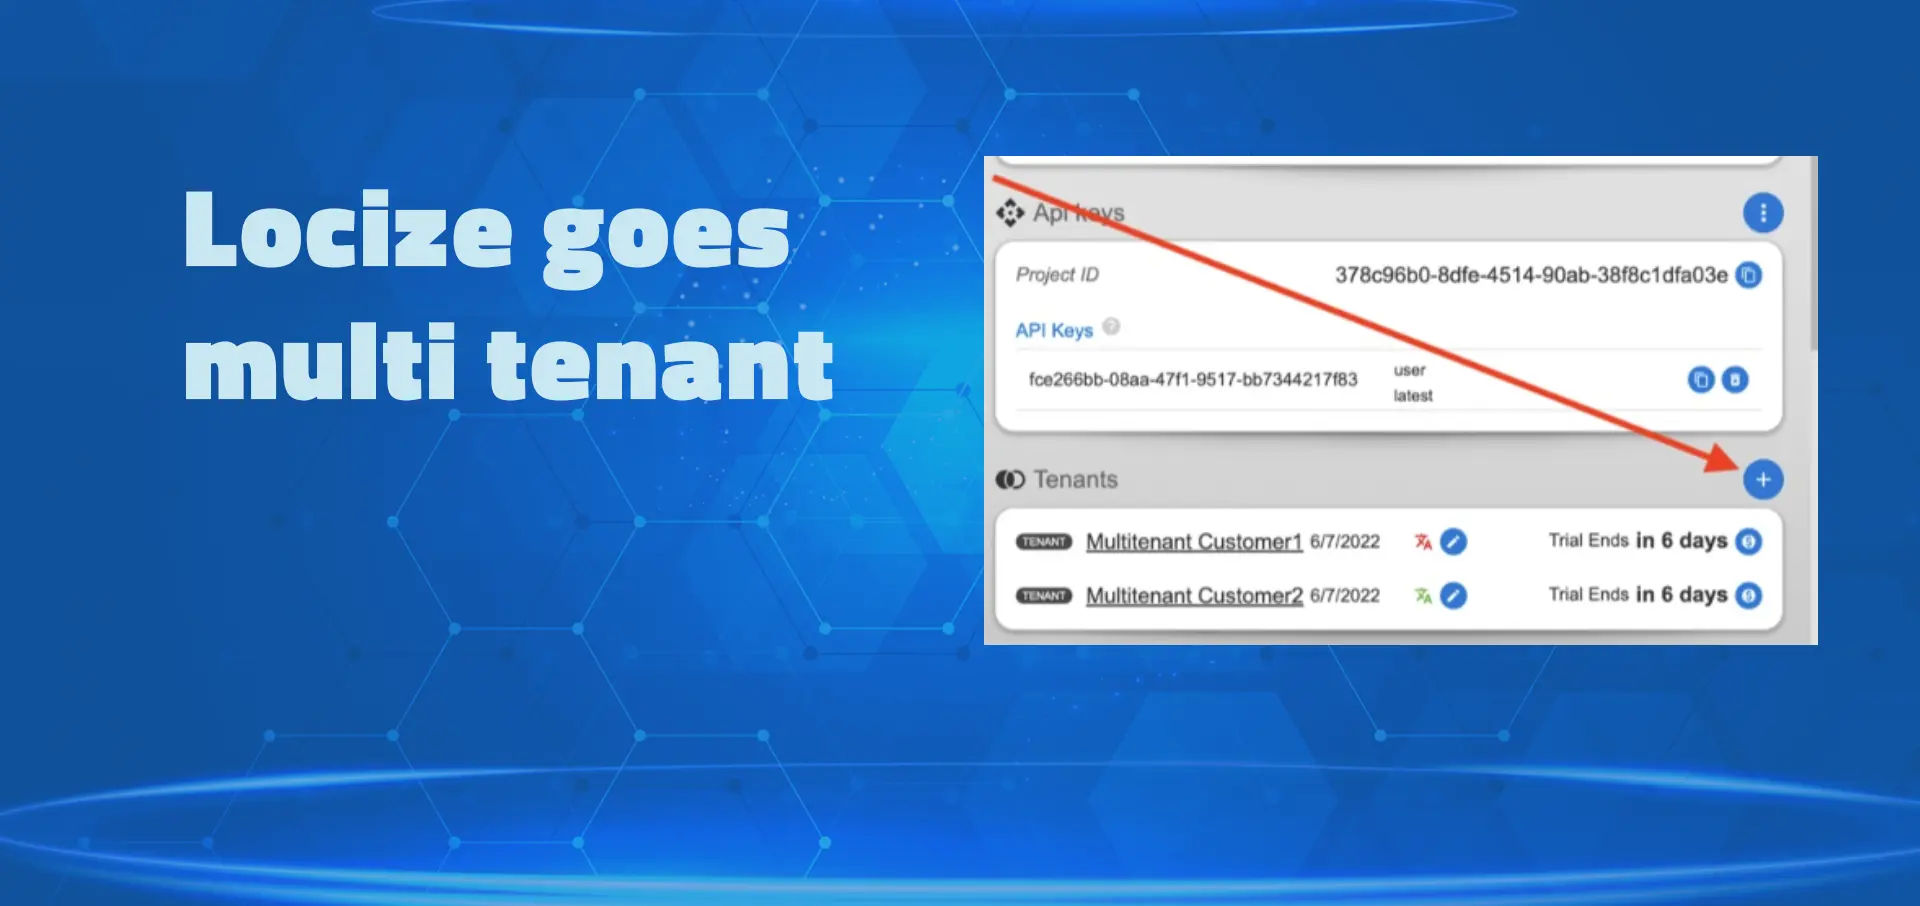 Locize goes
multi tenant
Api keys
Project ID 378c96b0-8dfe-4514-90ab-38f8c1dfa03e
API Keys ?
fce266bb-08aa-47f1-9517-bb7344217f83 user
latest
Tenants
TENANT Multitenant Customer1 6/7/2022 Trial Ends in 6 days
TENANT Multitenant Customer2 6/7/2022 Trial Ends in 6 days